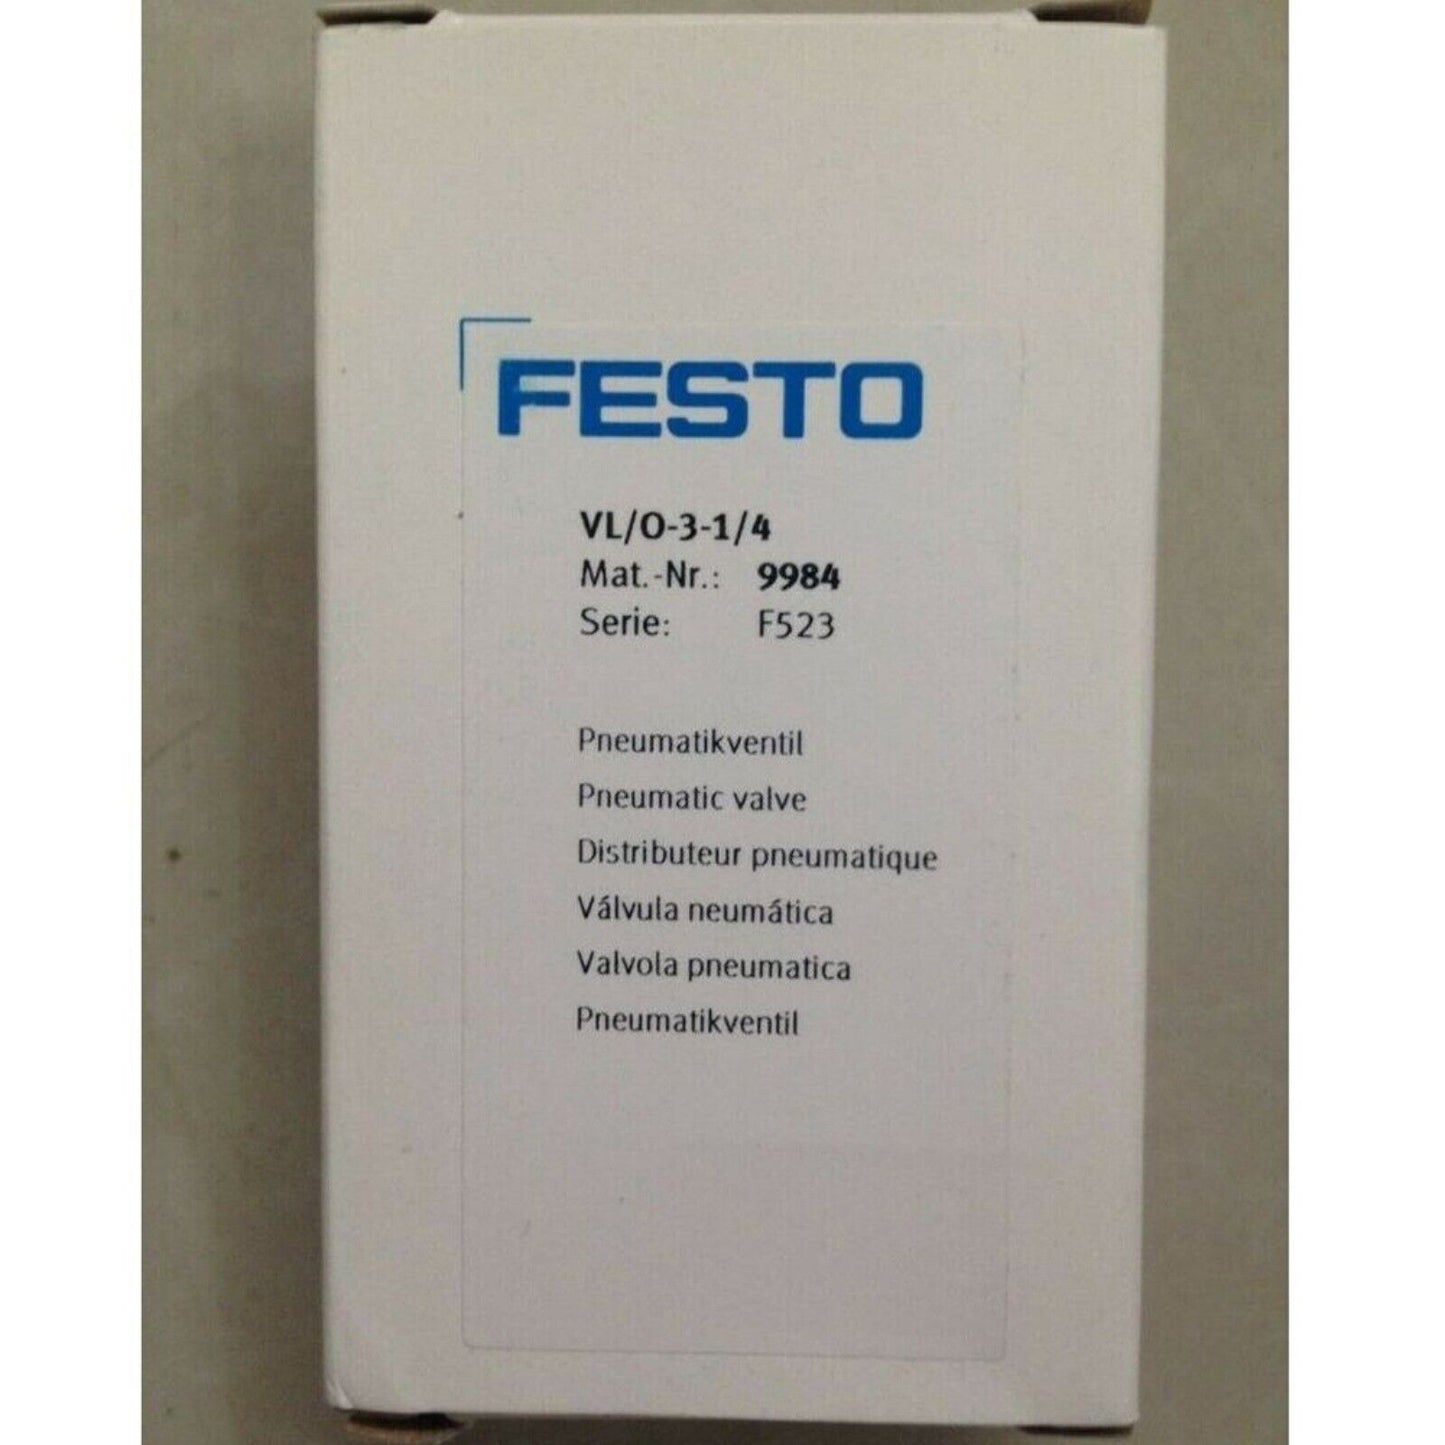 FESTO
VL/O-3-1/4
Mat.-Nr.: 9984
Serie: F523
Pneumatikventil
Pneumatic valve
Distributeur pneumatique
Válvula neumática
Valvola pneumatica
Pneumatikventil